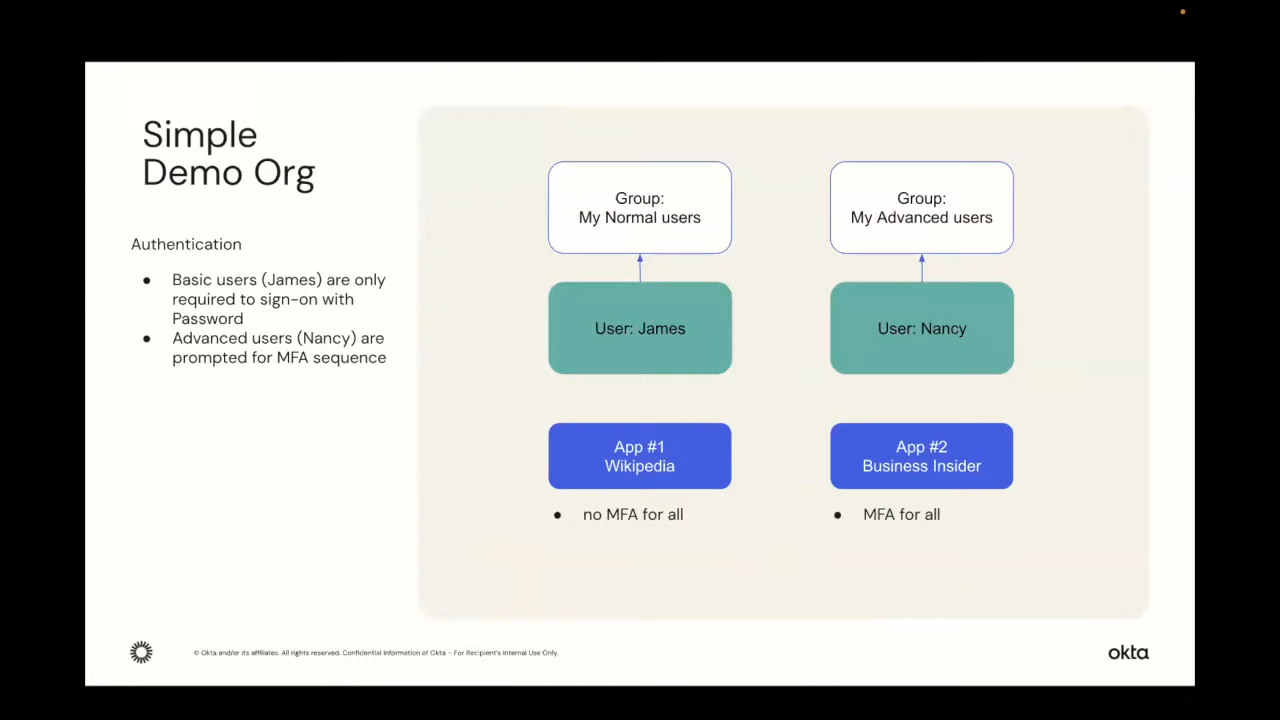 Simple
Demo Org
Authentication
● Basic users (James) are only
required to sign-on with
Password
● Advanced users (Nancy) are
prompted for MFA sequence
Group:
My Normal users
Group:
My Advanced users
User: James
User: Nancy
App #1
Wikipedia
App #2
Business Insider
● no MFA for all
● MFA for all
© Okta and/or its affiliates. All rights reserved. Confidential Information of Okta – For Recipient's Internal Use Only.
okta